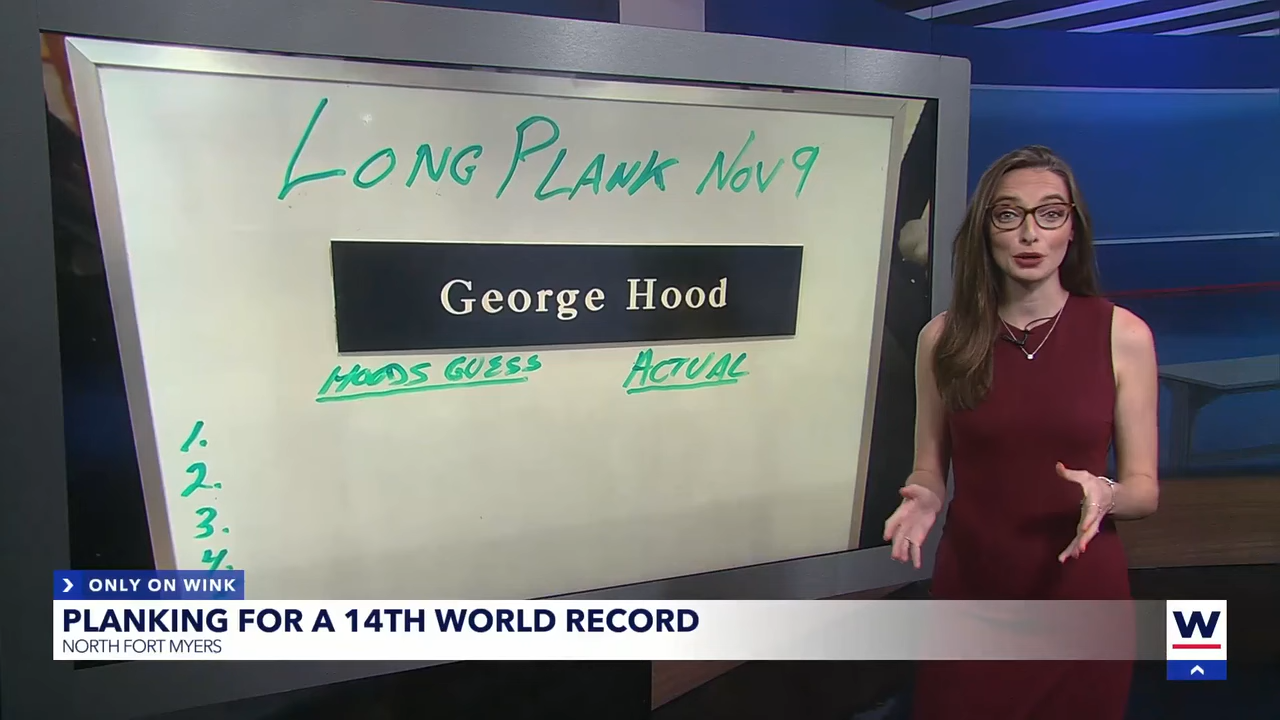 LONG PLANK NOV 9
George Hood
HOODS GUESS ACTUAL
1.
2.
3.
4.
ONLY ON WINK
PLANKING FOR A 14TH WORLD RECORD
NORTH FORT MYERS
W